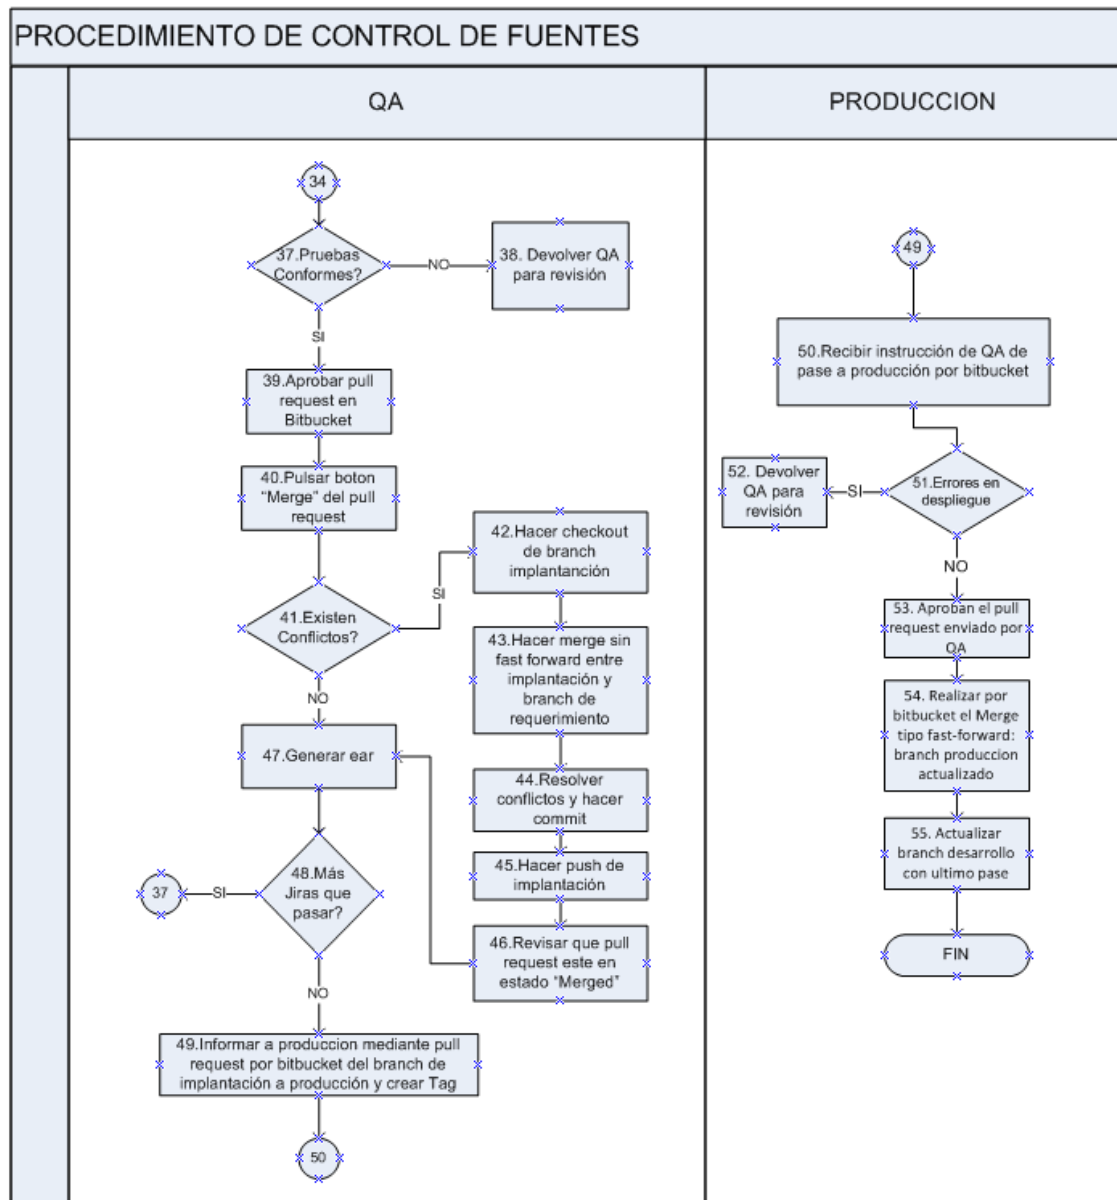 PROCEDIMIENTO DE CONTROL DE FUENTES
QA
34
37.Pruebas
Conformes?
NO
38. Devolver QA
para revisión
SI
39.Aprobar pull
request en
Bitbucket
40.Pulsar boton
“Merge” del pull
request
41.Existen
Conflictos?
SI
42.Hacer checkout
de branch
implantanción
43.Hacer merge sin
fast forward entre
implantación y
branch de
requerimiento
44.Resolver
conflictos y hacer
commit
45.Hacer push de
implantación
46.Revisar que pull
request este en
estado “Merged”
NO
47.Generar ear
48.Más
Jiras que
pasar?
SI
37
NO
49.Informar a produccion mediante pull
request por bitbucket del branch de
implantación a producción y crear Tag
50
PRODUCCION
49
50.Recibir instrucción de QA de
pase a producción por bitbucket
51.Errores en
despliegue
SI
52. Devolver
QA para
revisión
NO
53. Aproban el pull
request enviado por
QA
54. Realizar por
bitbucket el Merge
tipo fast-forward:
branch produccion
actualizado
55. Actualizar
branch desarrollo
con ultimo pase
FIN